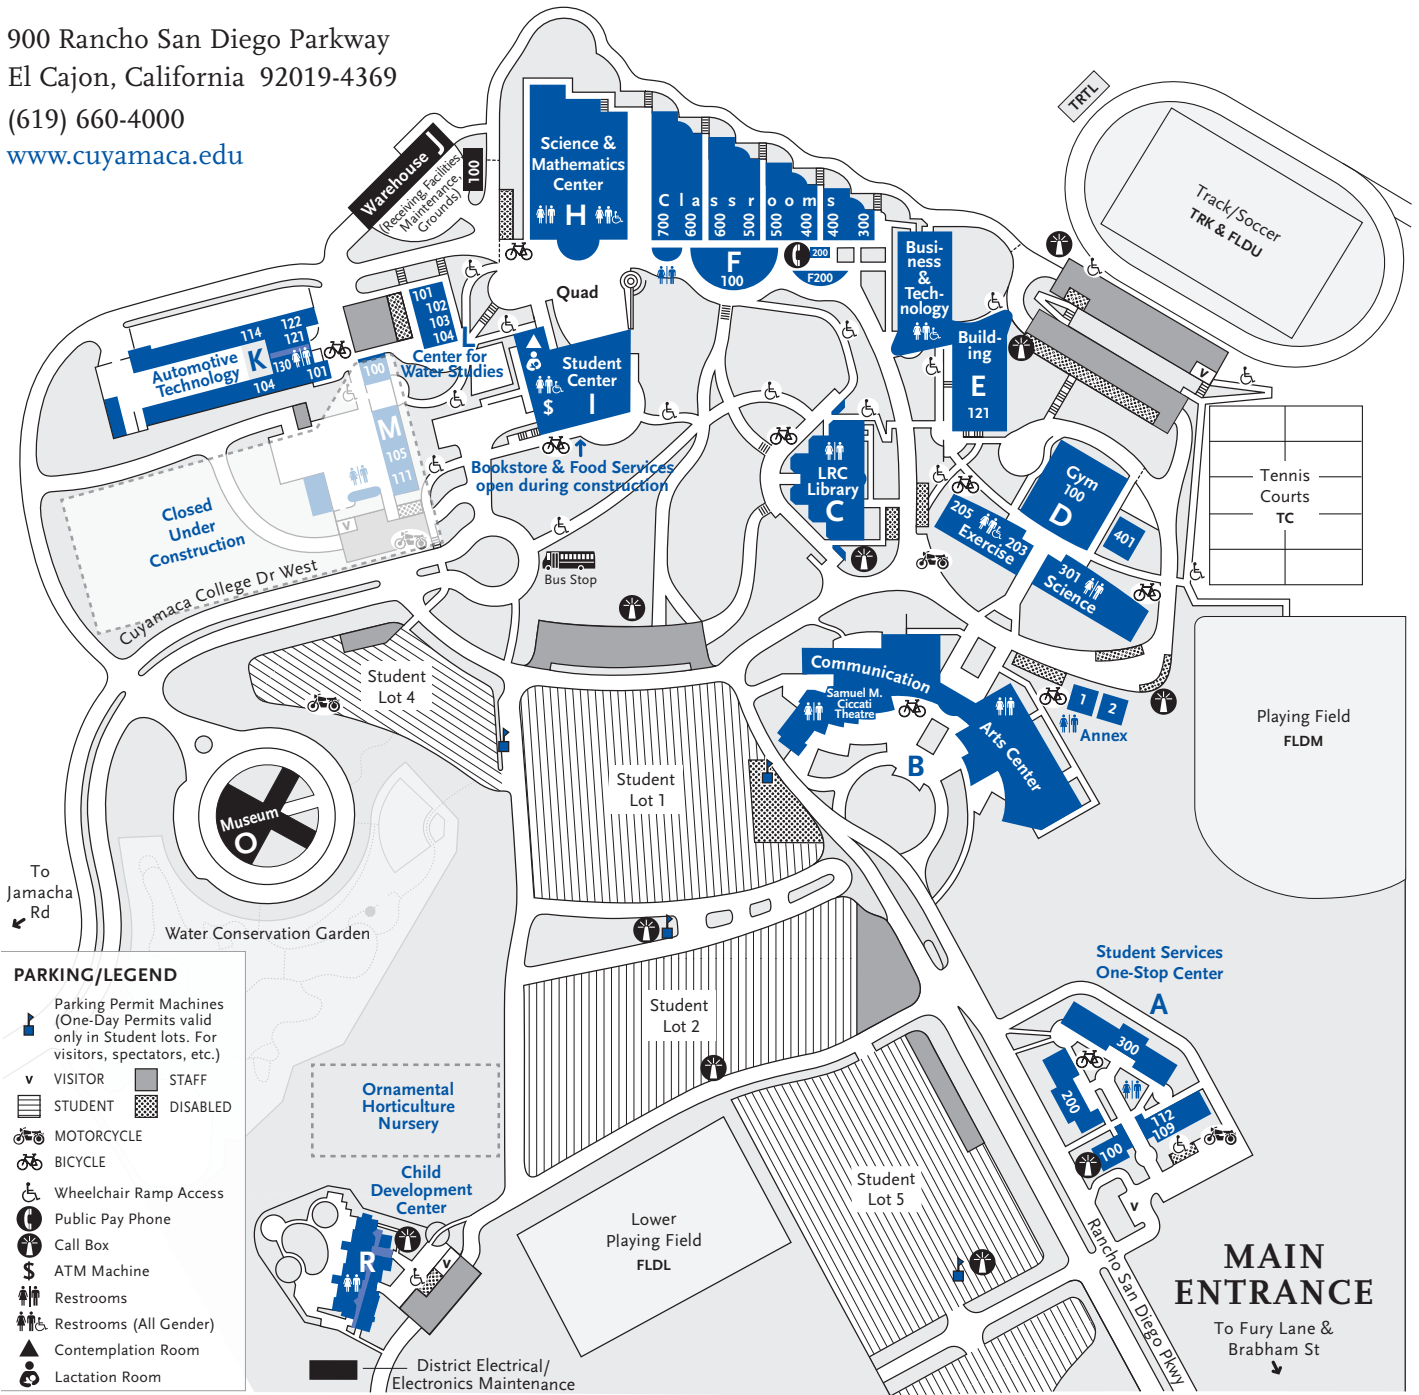 900 Rancho San Diego Parkway
El Cajon, California 92019-4369
(619) 660-4000
www.cuyamaca.edu
Warehouse J
(Receiving, Facilities,
Maintenance,
Grounds)
100
Science &
Mathematics
Center
H
Classrooms
700
600
600
500
500
400
400
300
F
100
200
F200
Quad
Busi-
ness
&
Tech-
nology
Build-
ing
E
121
TRTL
Track/Soccer
TRK & FLDU
v
Tennis
Courts
TC
101
102
103
104
L
Center for
Water Studies
114
122
121
Automotive
Technology
K
130
101
104
100
M
105
111
v
Closed
Under
Construction
Cuyamaca College Dr West
Student
Center
I
$
Bookstore & Food Services
open during construction
Bus Stop
LRC
Library
C
Gym
100
D
401
205
203
Exercise
301
Science
Communication
Samuel M.
Ciccati
Theatre
Arts Center
B
1
2
Annex
Playing Field
FLDM
Student
Lot 4
Student
Lot 1
Museum
O
To
Jamacha
Rd
Water Conservation Garden
Student
Lot 2
Student Services
One-Stop Center
A
300
200
112
109
100
v
Ornamental
Horticulture
Nursery
Child
Development
Center
R
v
Lower
Playing Field
FLDL
Student
Lot 5
Rancho San Diego Pkwy
MAIN
ENTRANCE
To Fury Lane &
Brabham St
District Electrical/
Electronics Maintenance
PARKING/LEGEND
Parking Permit Machines
(One-Day Permits valid
only in Student lots. For
visitors, spectators, etc.)
v VISITOR
STAFF
STUDENT
DISABLED
MOTORCYCLE
BICYCLE
Wheelchair Ramp Access
Public Pay Phone
Call Box
$ ATM Machine
Restrooms
Restrooms (All Gender)
Contemplation Room
Lactation Room